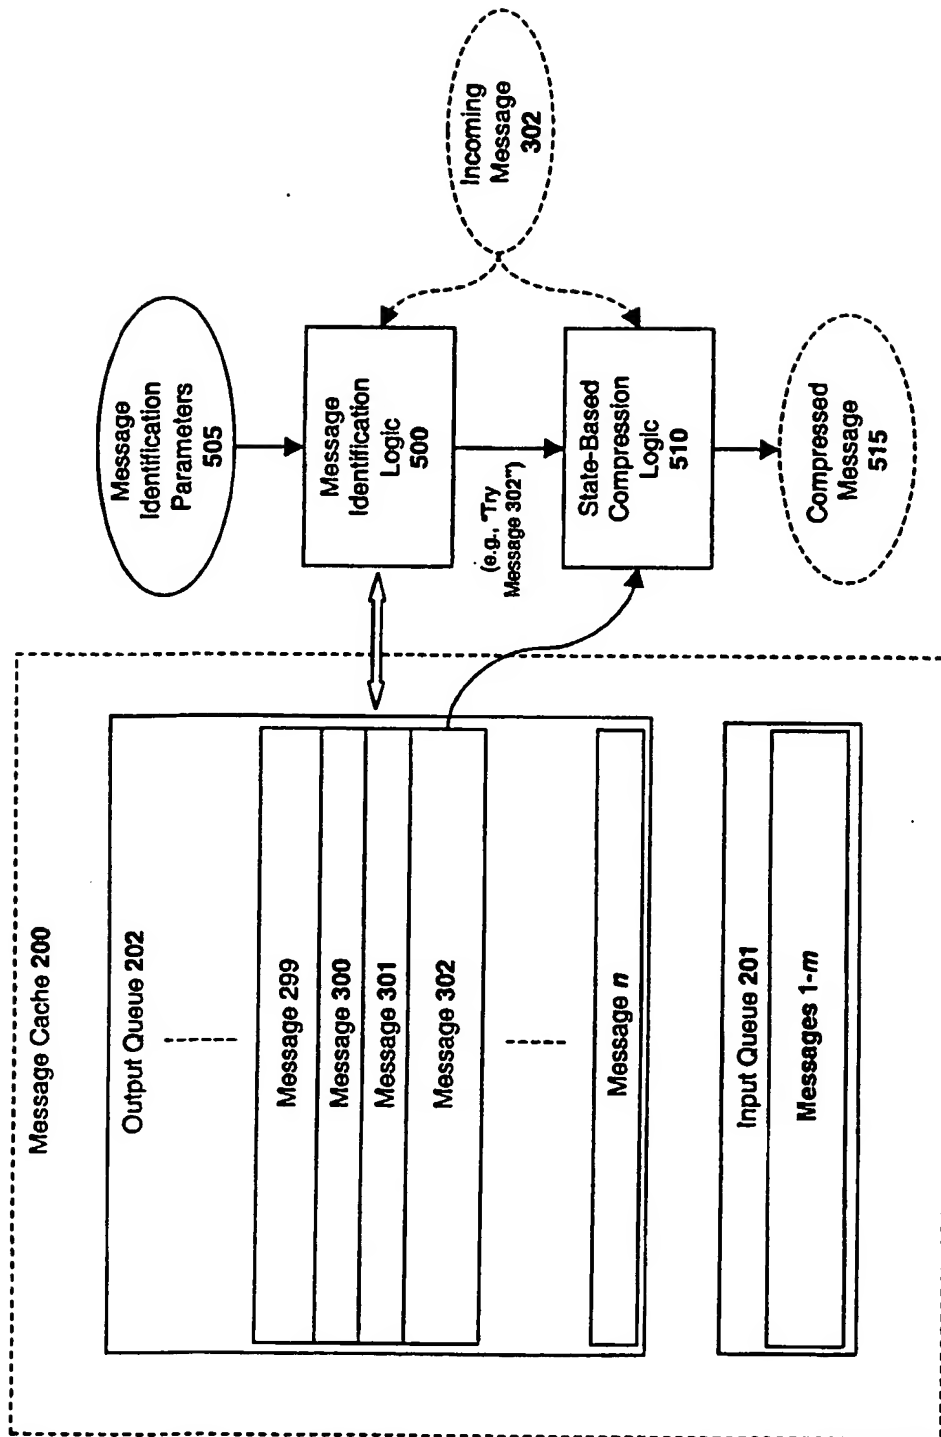 Message Cache 200
Output Queue 202
Message 299
Message 300
Message 301
Message 302
Message n
Input Queue 201
Messages 1-m
Message
Identification
Parameters
505
Message
Identification
Logic
500
(e.g., "Try
Message 302")
State-Based
Compression
Logic
510
Compressed
Message
515
Incoming
Message
302